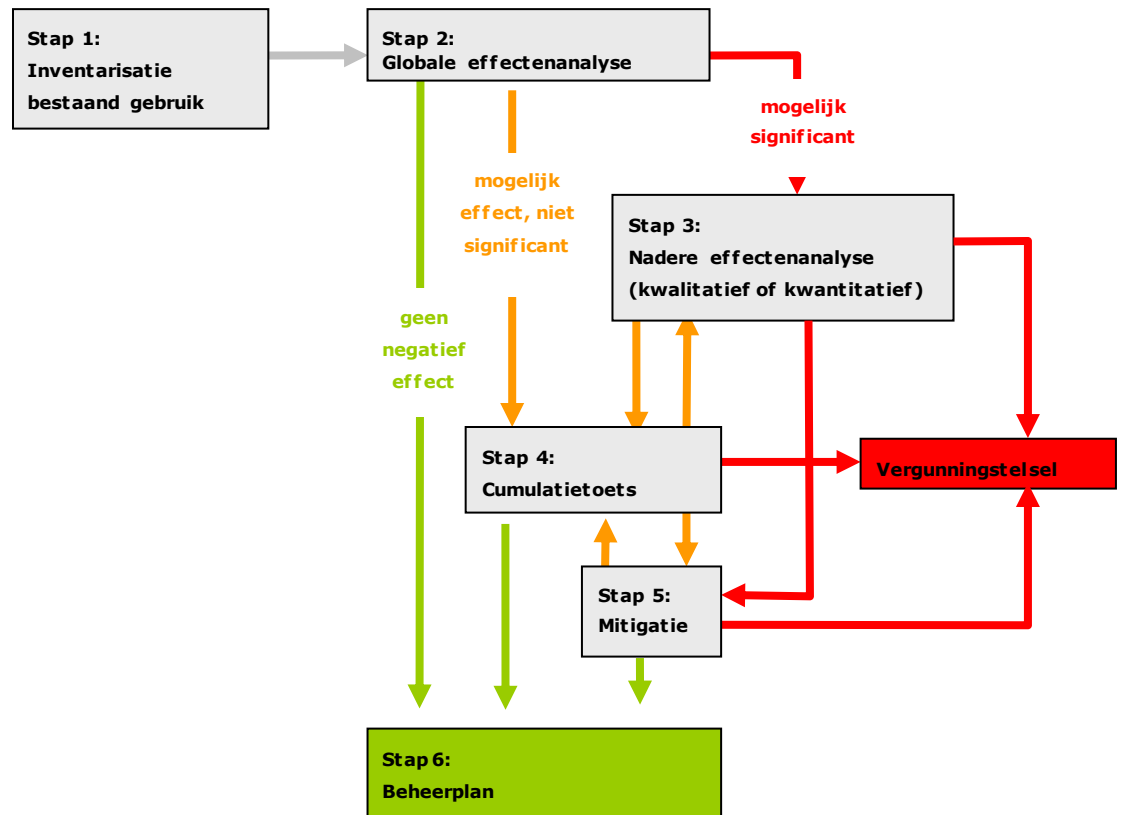 Stap 1:
Inventarisatie
bestaand gebruik
Stap 2:
Globale effectenanalyse
mogelijk
significant
mogelijk
effect, niet
significant
Stap 3:
Nadere effectenanalyse
(kwalitatief of kwantitatief)
geen
negatief
effect
Stap 4:
Cumulatietoets
Vergunningstelsel
Stap 5:
Mitigatie
Stap 6:
Beheerplan